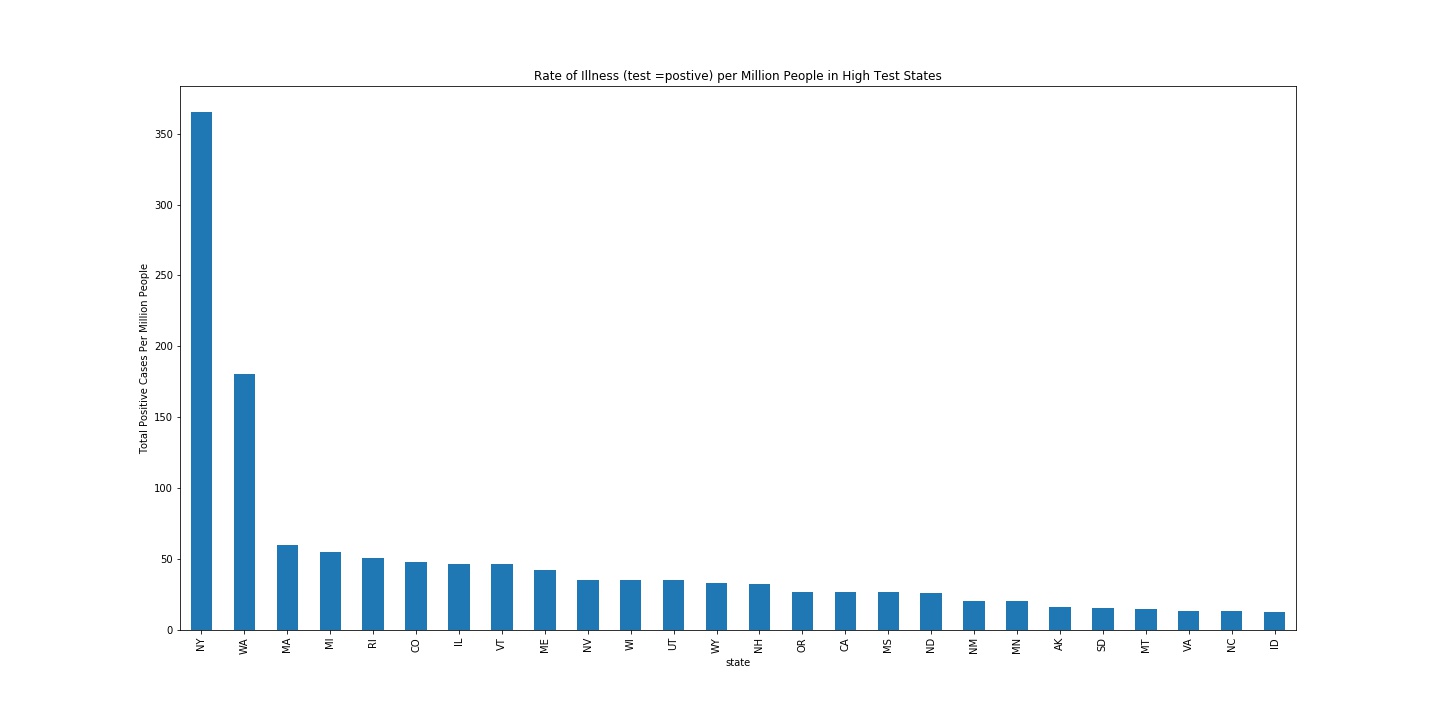 Rate of Illness (test =postive) per Million People in High Test States
Total Positive Cases Per Million People
350
300
250
200
150
100
50
0
NY WA MA MI RI CO IL VT ME NV WI UT WY NH OR CA MS ND NM MN AK SD MT VA NC ID
state